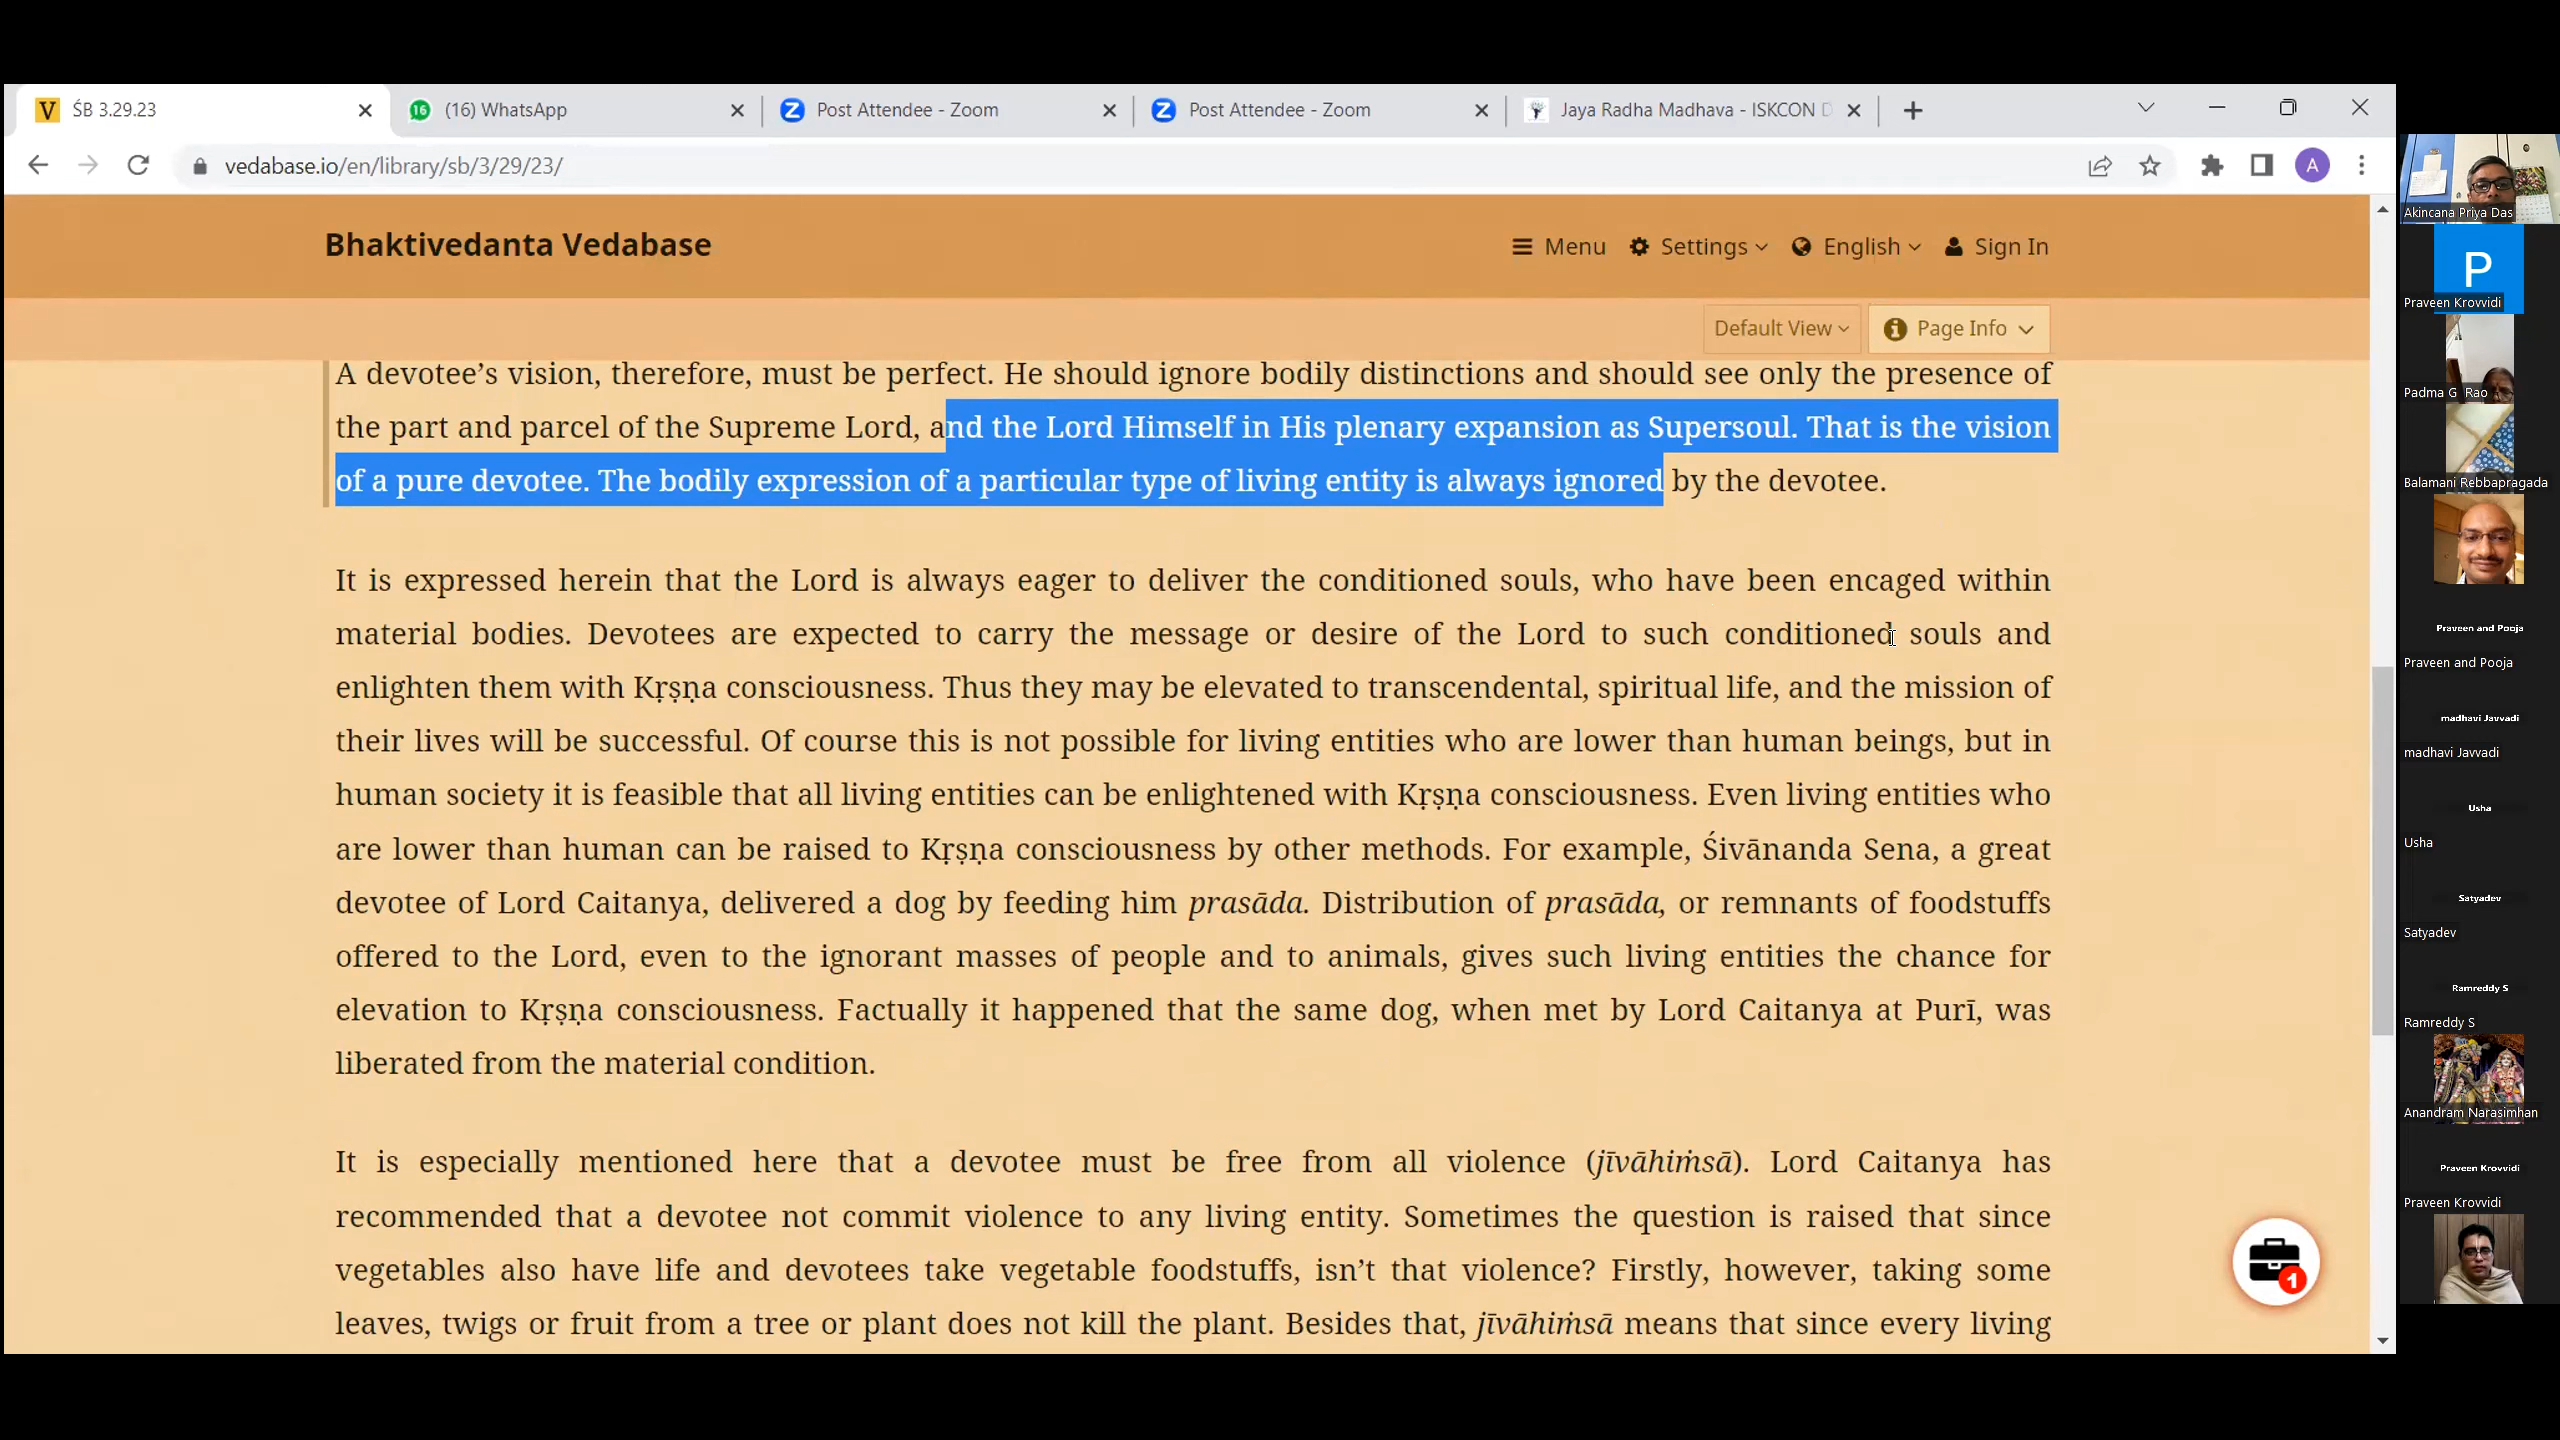 ŚB 3.29.23
(16) WhatsApp
Post Attendee - Zoom
Post Attendee - Zoom
Jaya Radha Madhava - ISKCON D
vedabase.io/en/library/sb/3/29/23/
A
Bhaktivedanta Vedabase
Menu
Settings
English
Sign In
Default View
Page Info
A devotee’s vision, therefore, must be perfect. He should ignore bodily distinctions and should see only the presence of
the part and parcel of the Supreme Lord, and the Lord Himself in His plenary expansion as Supersoul. That is the vision
of a pure devotee. The bodily expression of a particular type of living entity is always ignored by the devotee.
It is expressed herein that the Lord is always eager to deliver the conditioned souls, who have been encaged within
material bodies. Devotees are expected to carry the message or desire of the Lord to such conditioned souls and
enlighten them with Kṛṣṇa consciousness. Thus they may be elevated to transcendental, spiritual life, and the mission of
their lives will be successful. Of course this is not possible for living entities who are lower than human beings, but in
human society it is feasible that all living entities can be enlightened with Kṛṣṇa consciousness. Even living entities who
are lower than human can be raised to Kṛṣṇa consciousness by other methods. For example, Śivānanda Sena, a great
devotee of Lord Caitanya, delivered a dog by feeding him prasāda. Distribution of prasāda, or remnants of foodstuffs
offered to the Lord, even to the ignorant masses of people and to animals, gives such living entities the chance for
elevation to Kṛṣṇa consciousness. Factually it happened that the same dog, when met by Lord Caitanya at Purī, was
liberated from the material condition.
It is especially mentioned here that a devotee must be free from all violence (jīvāhiṁsā). Lord Caitanya has
recommended that a devotee not commit violence to any living entity. Sometimes the question is raised that since
vegetables also have life and devotees take vegetable foodstuffs, isn’t that violence? Firstly, however, taking some
leaves, twigs or fruit from a tree or plant does not kill the plant. Besides that, jīvāhiṁsā means that since every living
1
Akincana Priya Das
P
Praveen Krovvidi
Padma G Rao
Balamani Rebbapragada
Praveen and Pooja
Praveen and Pooja
madhavi Javvadi
madhavi Javvadi
Usha
Usha
Satyadev
Satyadev
Ramreddy S
Ramreddy S
Anandram Narasimhan
Praveen Krovvidi
Praveen Krovvidi